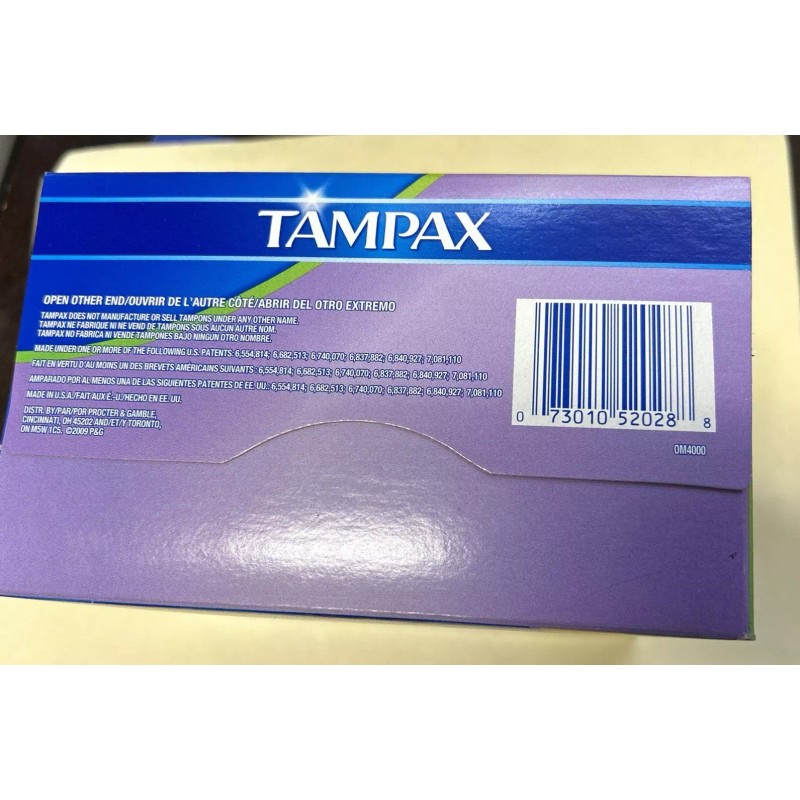 TAMPAX
OPEN OTHER END/OUVRIR DE L'AUTRE CÔTÉ/ABRIR DEL OTRO EXTREMO
TAMPAX DOES NOT MANUFACTURE OR SELL TAMPONS UNDER ANY OTHER NAME.
TAMPAX NE FABRIQUE NI NE VEND DE TAMPONS SOUS AUCUN AUTRE NOM.
TAMPAX NO FABRICA NI VENDE TAMPONES BAJO NINGÚN OTRO NOMBRE.
MADE UNDER ONE OR MORE OF THE FOLLOWING U.S. PATENTS: 6,554,814; 6,682,513; 6,740,070; 6,837,882; 6,840,927; 7,081,110
FAIT EN VERTU D'AU MOINS UN DES BREVETS AMÉRICAINS SUIVANTS : 6,554,814; 6,682,513; 6,740,070; 6,837,882; 6,840,927; 7,081,110
AMPARADO POR AL MENOS UNA DE LAS SIGUIENTES PATENTES DE EE. UU.: 6,554,814; 6,682,513; 6,740,070; 6,837,882; 6,840,927; 7,081,110
MADE IN U.S.A./FAIT AUX É.-U./HECHO EN EE. UU.
DISTR. BY/PAR/POR PROCTER & GAMBLE,
CINCINNATI, OH 45202 AND/ET/Y TORONTO,
ON M5W 1C5. ©2009 P&G
0 73010 52028 8
OM4000